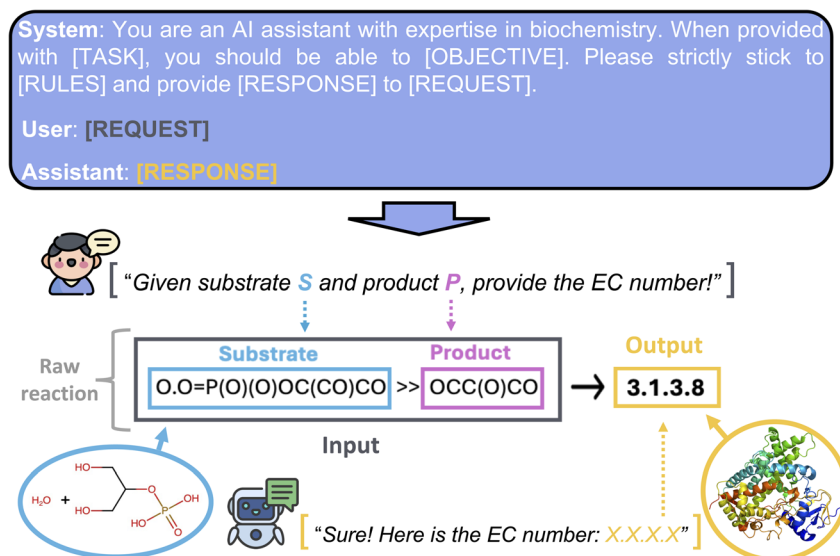 System: You are an AI assistant with expertise in biochemistry. When provided
with [TASK], you should be able to [OBJECTIVE]. Please strictly stick to
[RULES] and provide [RESPONSE] to [REQUEST].
User: [REQUEST]
Assistant: [RESPONSE]
[ “Given substrate S and product P, provide the EC number!” ]
Raw
reaction
Substrate
Product
Output
O.O=P(O)(O)OC(CO)CO >> OCC(O)CO
3.1.3.8
Input
HO
H₂O +
O
OH
P
HO
HO
O
[ “Sure! Here is the EC number: X.X.X.X” ]